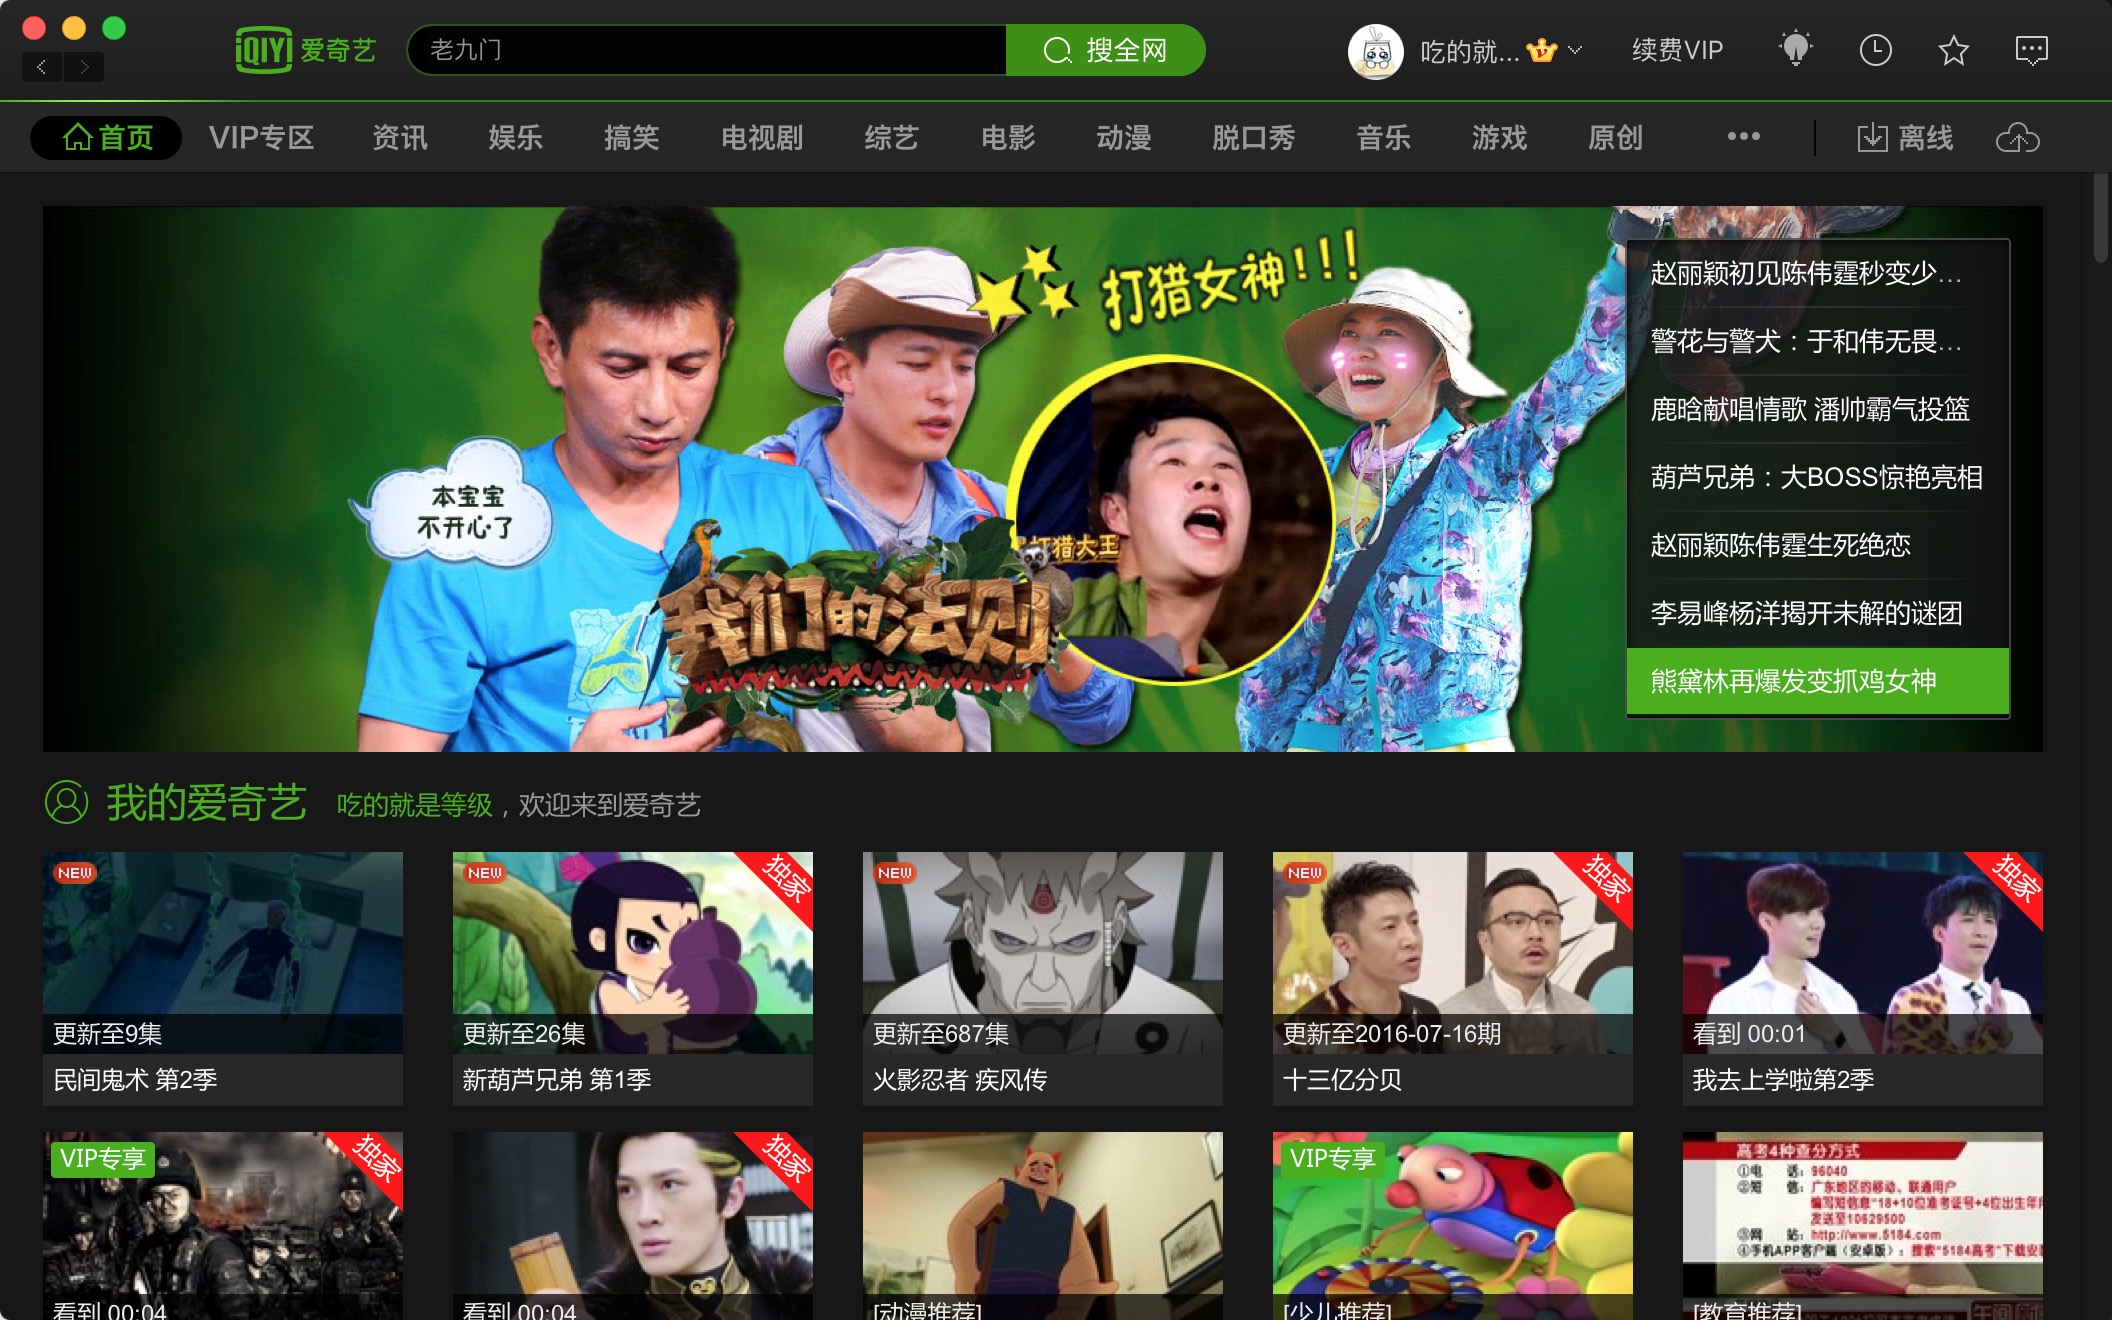 iQIYI 爱奇艺
老九门
搜全网
吃的就...
续费VIP
首页
VIP专区
资讯
娱乐
搞笑
电视剧
综艺
电影
动漫
脱口秀
音乐
游戏
原创
•••
离线
打猎女神!!!
本宝宝
不开心了
打猎大王
我们的法则
赵丽颖初见陈伟霆秒变少...
警花与警犬：于和伟无畏...
鹿晗献唱情歌 潘帅霸气投篮
葫芦兄弟：大BOSS惊艳亮相
赵丽颖陈伟霆生死绝恋
李易峰杨洋揭开未解的谜团
熊黛林再爆发变抓鸡女神
我的爱奇艺
吃的就是等级，欢迎来到爱奇艺
NEW
更新至9集
民间鬼术 第2季
NEW
独家
更新至26集
新葫芦兄弟 第1季
NEW
更新至687集
火影忍者 疾风传
NEW
独家
更新至2016-07-16期
十三亿分贝
独家
看到 00:01
我去上学啦第2季
VIP专享
独家
看到 00:04
独家
看到 00:04
[动漫推荐]
VIP专享
[少儿推荐]
高考4种查分方式
①电 话：96040
②短 信：广东地区的移动、联通用户
编写短信"18+10位准考证号+4位出生年月
发送至10629500
③网 站：http://www.5184.com
④手机APP客户端（安卓版）：搜索"5184高考"下载安装
[教育推荐]